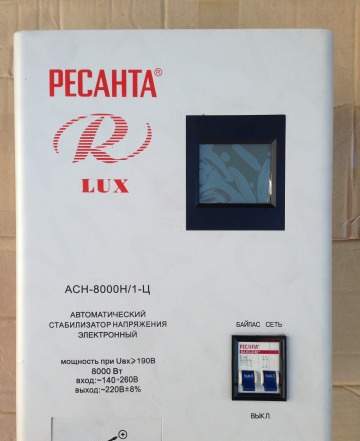 РЕСАНТА®
R
LUX
АСН-8000Н/1-Ц
АВТОМАТИЧЕСКИЙ
СТАБИЛИЗАТОР НАПРЯЖЕНИЯ
ЭЛЕКТРОННЫЙ
мощность при Uвх≥190В
8000 Вт
вход:~140-260В
выход:~220В±8%
БАЙПАС СЕТЬ
РЕСАНТА
ВЫКЛ.